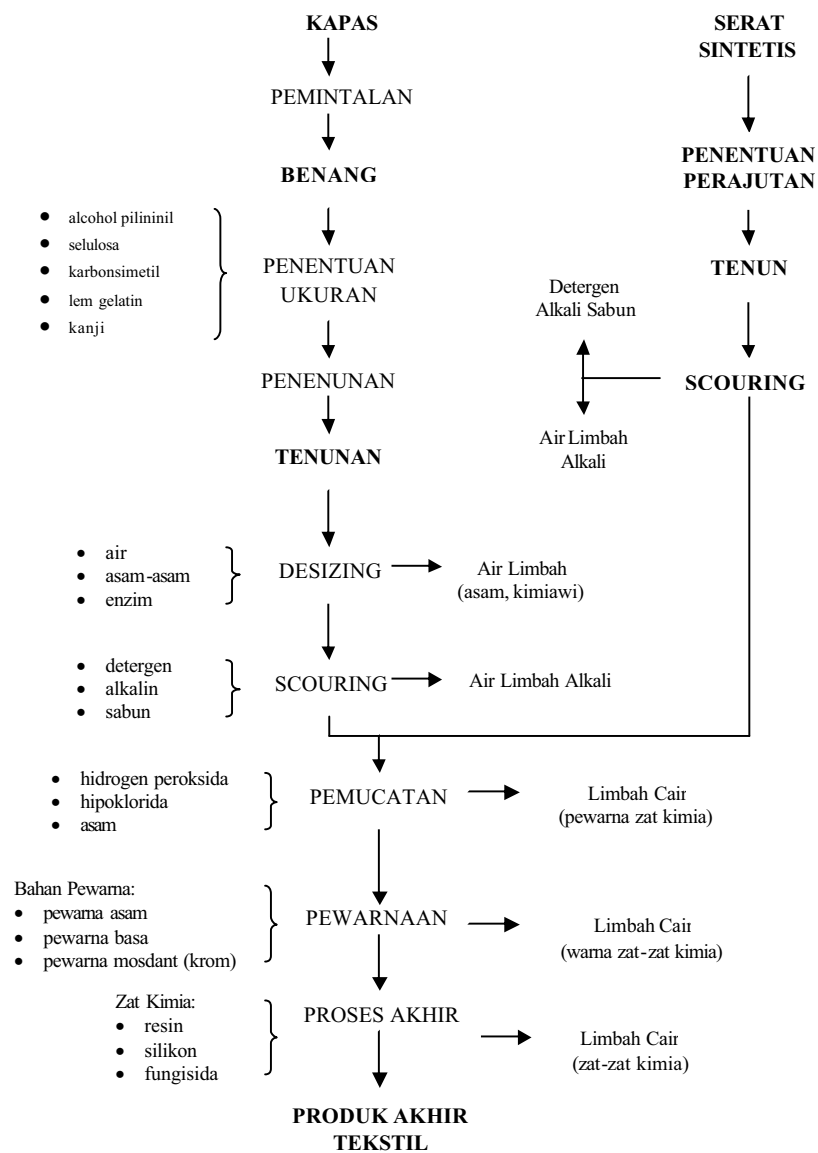 KAPAS
PEMINTALAN
BENANG
• alcohol pilininil
• selulosa
• karbonsimetil
• lem gelatin
• kanji
PENENTUAN
UKURAN
PENENUNAN
TENUNAN
SERAT
SINTETIS
PENENTUAN
PERAJUTAN
TENUN
SCOURING
Detergen
Alkali Sabun
Air Limbah
Alkali
• air
• asam-asam
• enzim
DESIZING
Air Limbah
(asam, kimiawi)
• detergen
• alkalin
• sabun
SCOURING
Air Limbah Alkali
• hidrogen peroksida
• hipoklorida
• asam
PEMUCATAN
Limbah Cair
(pewarna zat kimia)
Bahan Pewarna:
• pewarna asam
• pewarna basa
• pewarna mosdant (krom)
PEWARNAAN
Limbah Cair
(warna zat-zat kimia)
Zat Kimia:
• resin
• silikon
• fungisida
PROSES AKHIR
Limbah Cair
(zat-zat kimia)
PRODUK AKHIR
TEKSTIL